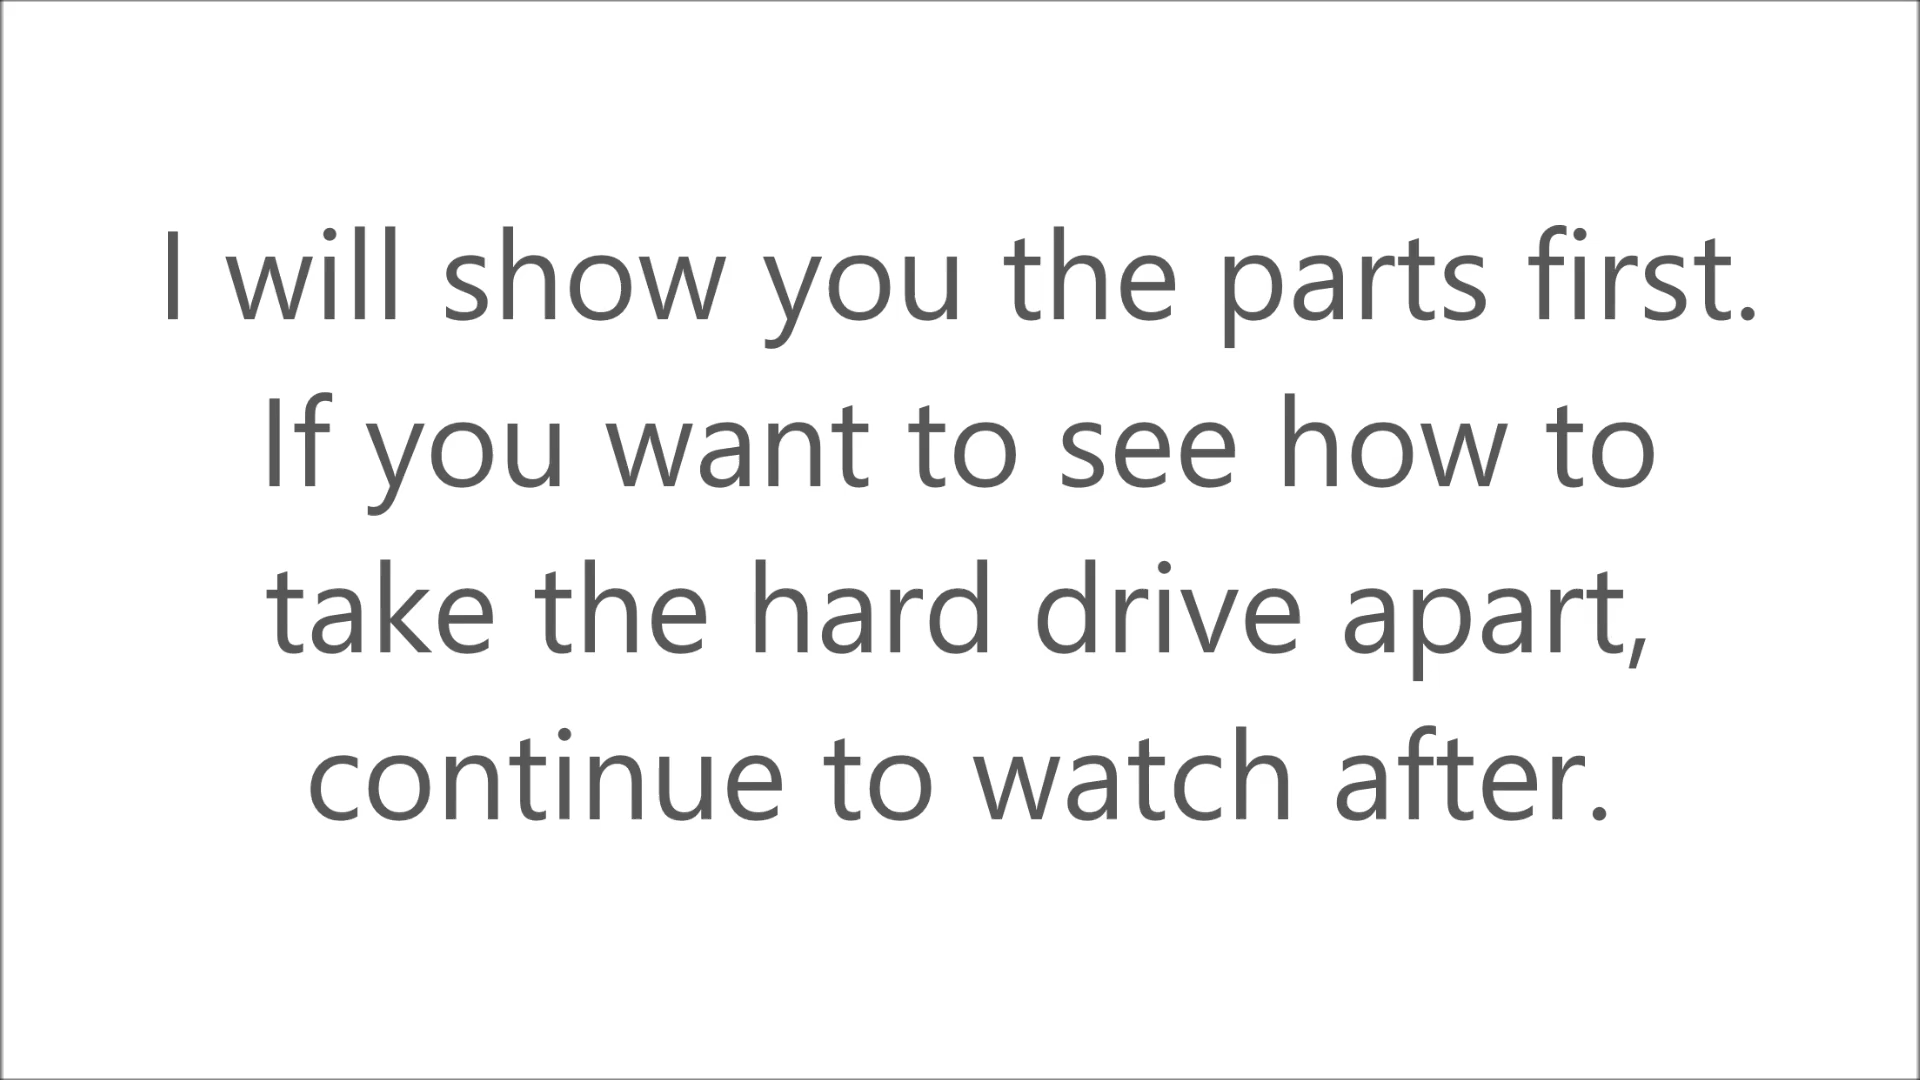 I will show you the parts first.
If you want to see how to
take the hard drive apart,
continue to watch after.